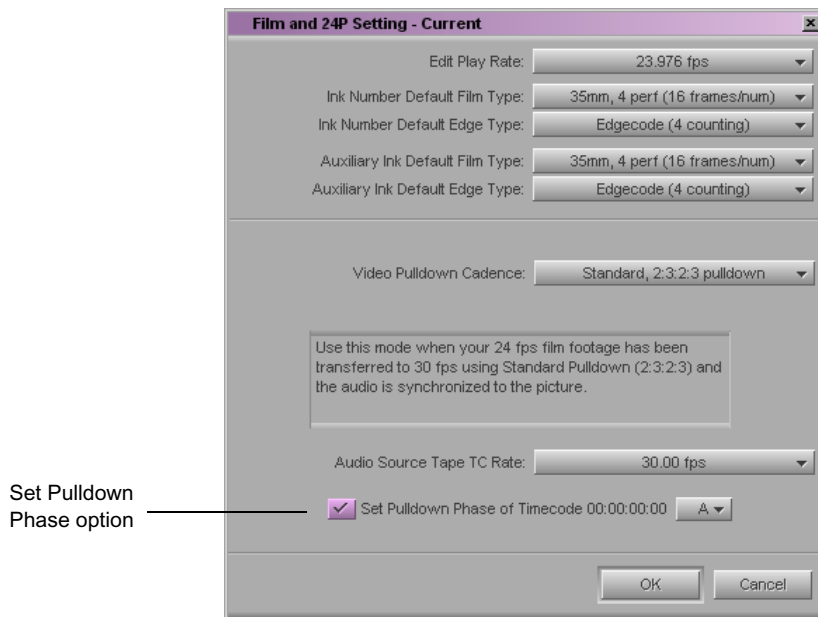 Film and 24P Setting - Current
Edit Play Rate: 23.976 fps
Ink Number Default Film Type: 35mm, 4 perf (16 frames/num)
Ink Number Default Edge Type: Edgecode (4 counting)
Auxiliary Ink Default Film Type: 35mm, 4 perf (16 frames/num)
Auxiliary Ink Default Edge Type: Edgecode (4 counting)
Video Pulldown Cadence: Standard, 2:3:2:3 pulldown
Use this mode when your 24 fps film footage has been
transferred to 30 fps using Standard Pulldown (2:3:2:3) and
the audio is synchronized to the picture.
Audio Source Tape TC Rate: 30.00 fps
Set Pulldown
Phase option
Set Pulldown Phase of Timecode 00:00:00:00 A
OK Cancel